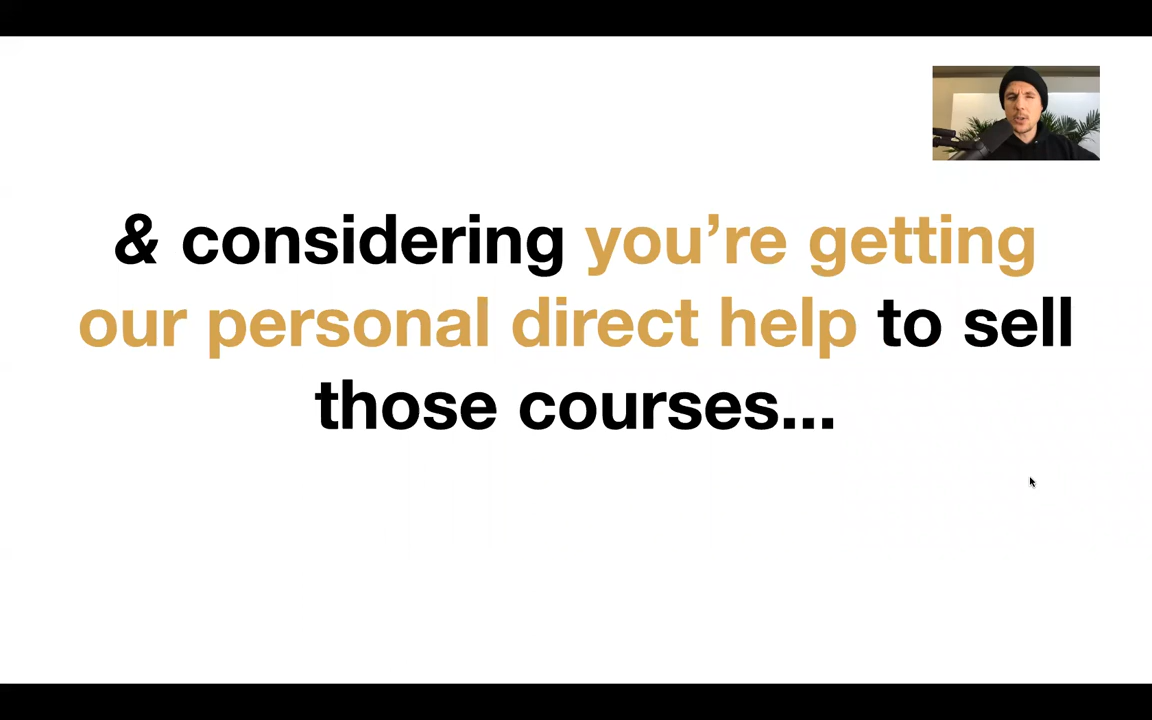 & considering you’re getting
our personal direct help to sell
those courses...